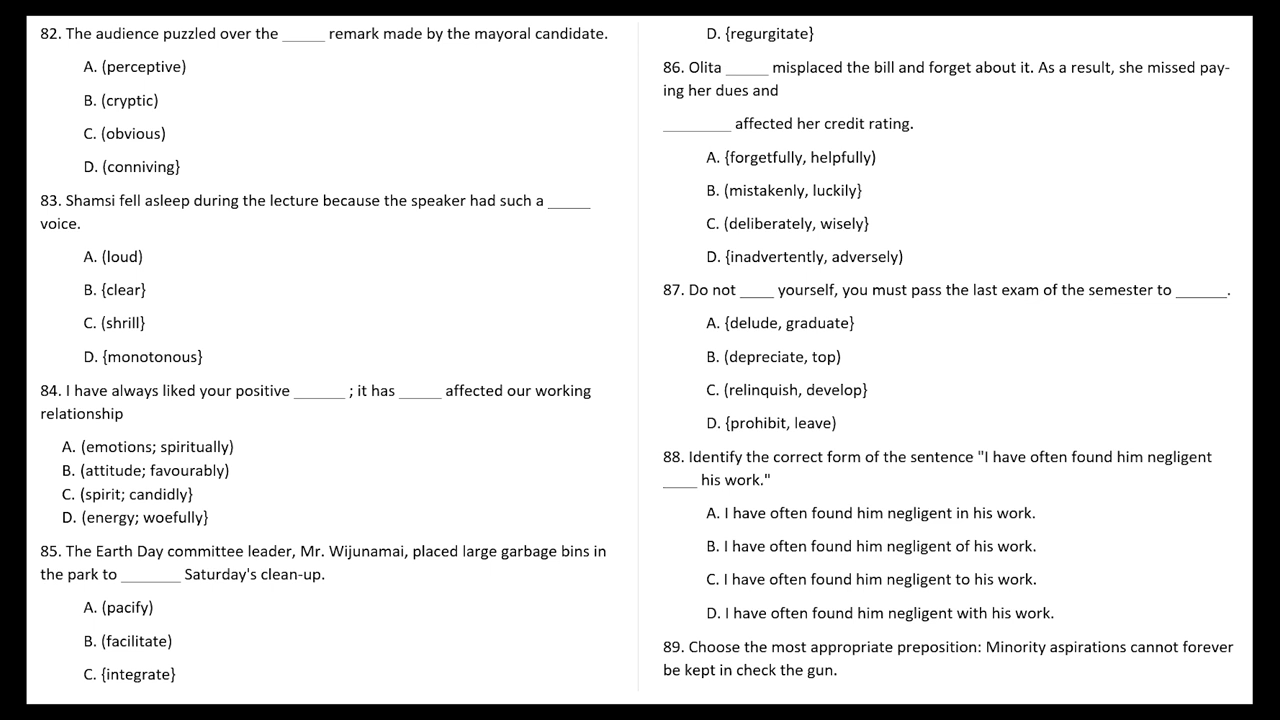 82. The audience puzzled over the _____ remark made by the mayoral candidate.
A. (perceptive)
B. (cryptic)
C. (obvious)
D. (conniving}
83. Shamsi fell asleep during the lecture because the speaker had such a _____
voice.
A. (loud)
B. {clear}
C. (shrill}
D. {monotonous}
84. I have always liked your positive ______ ; it has _____ affected our working
relationship
A. (emotions; spiritually)
B. (attitude; favourably)
C. (spirit; candidly}
D. (energy; woefully}
85. The Earth Day committee leader, Mr. Wijunamai, placed large garbage bins in
the park to _______ Saturday's clean-up.
A. (pacify)
B. (facilitate)
C. {integrate}
D. {regurgitate}
86. Olita _____ misplaced the bill and forget about it. As a result, she missed pay-
ing her dues and
________ affected her credit rating.
A. {forgetfully, helpfully)
B. (mistakenly, luckily}
C. (deliberately, wisely}
D. {inadvertently, adversely)
87. Do not ____ yourself, you must pass the last exam of the semester to ______.
A. {delude, graduate}
B. (depreciate, top)
C. (relinquish, develop}
D. {prohibit, leave)
88. Identify the correct form of the sentence "I have often found him negligent
____ his work."
A. I have often found him negligent in his work.
B. I have often found him negligent of his work.
C. I have often found him negligent to his work.
D. I have often found him negligent with his work.
89. Choose the most appropriate preposition: Minority aspirations cannot forever
be kept in check the gun.